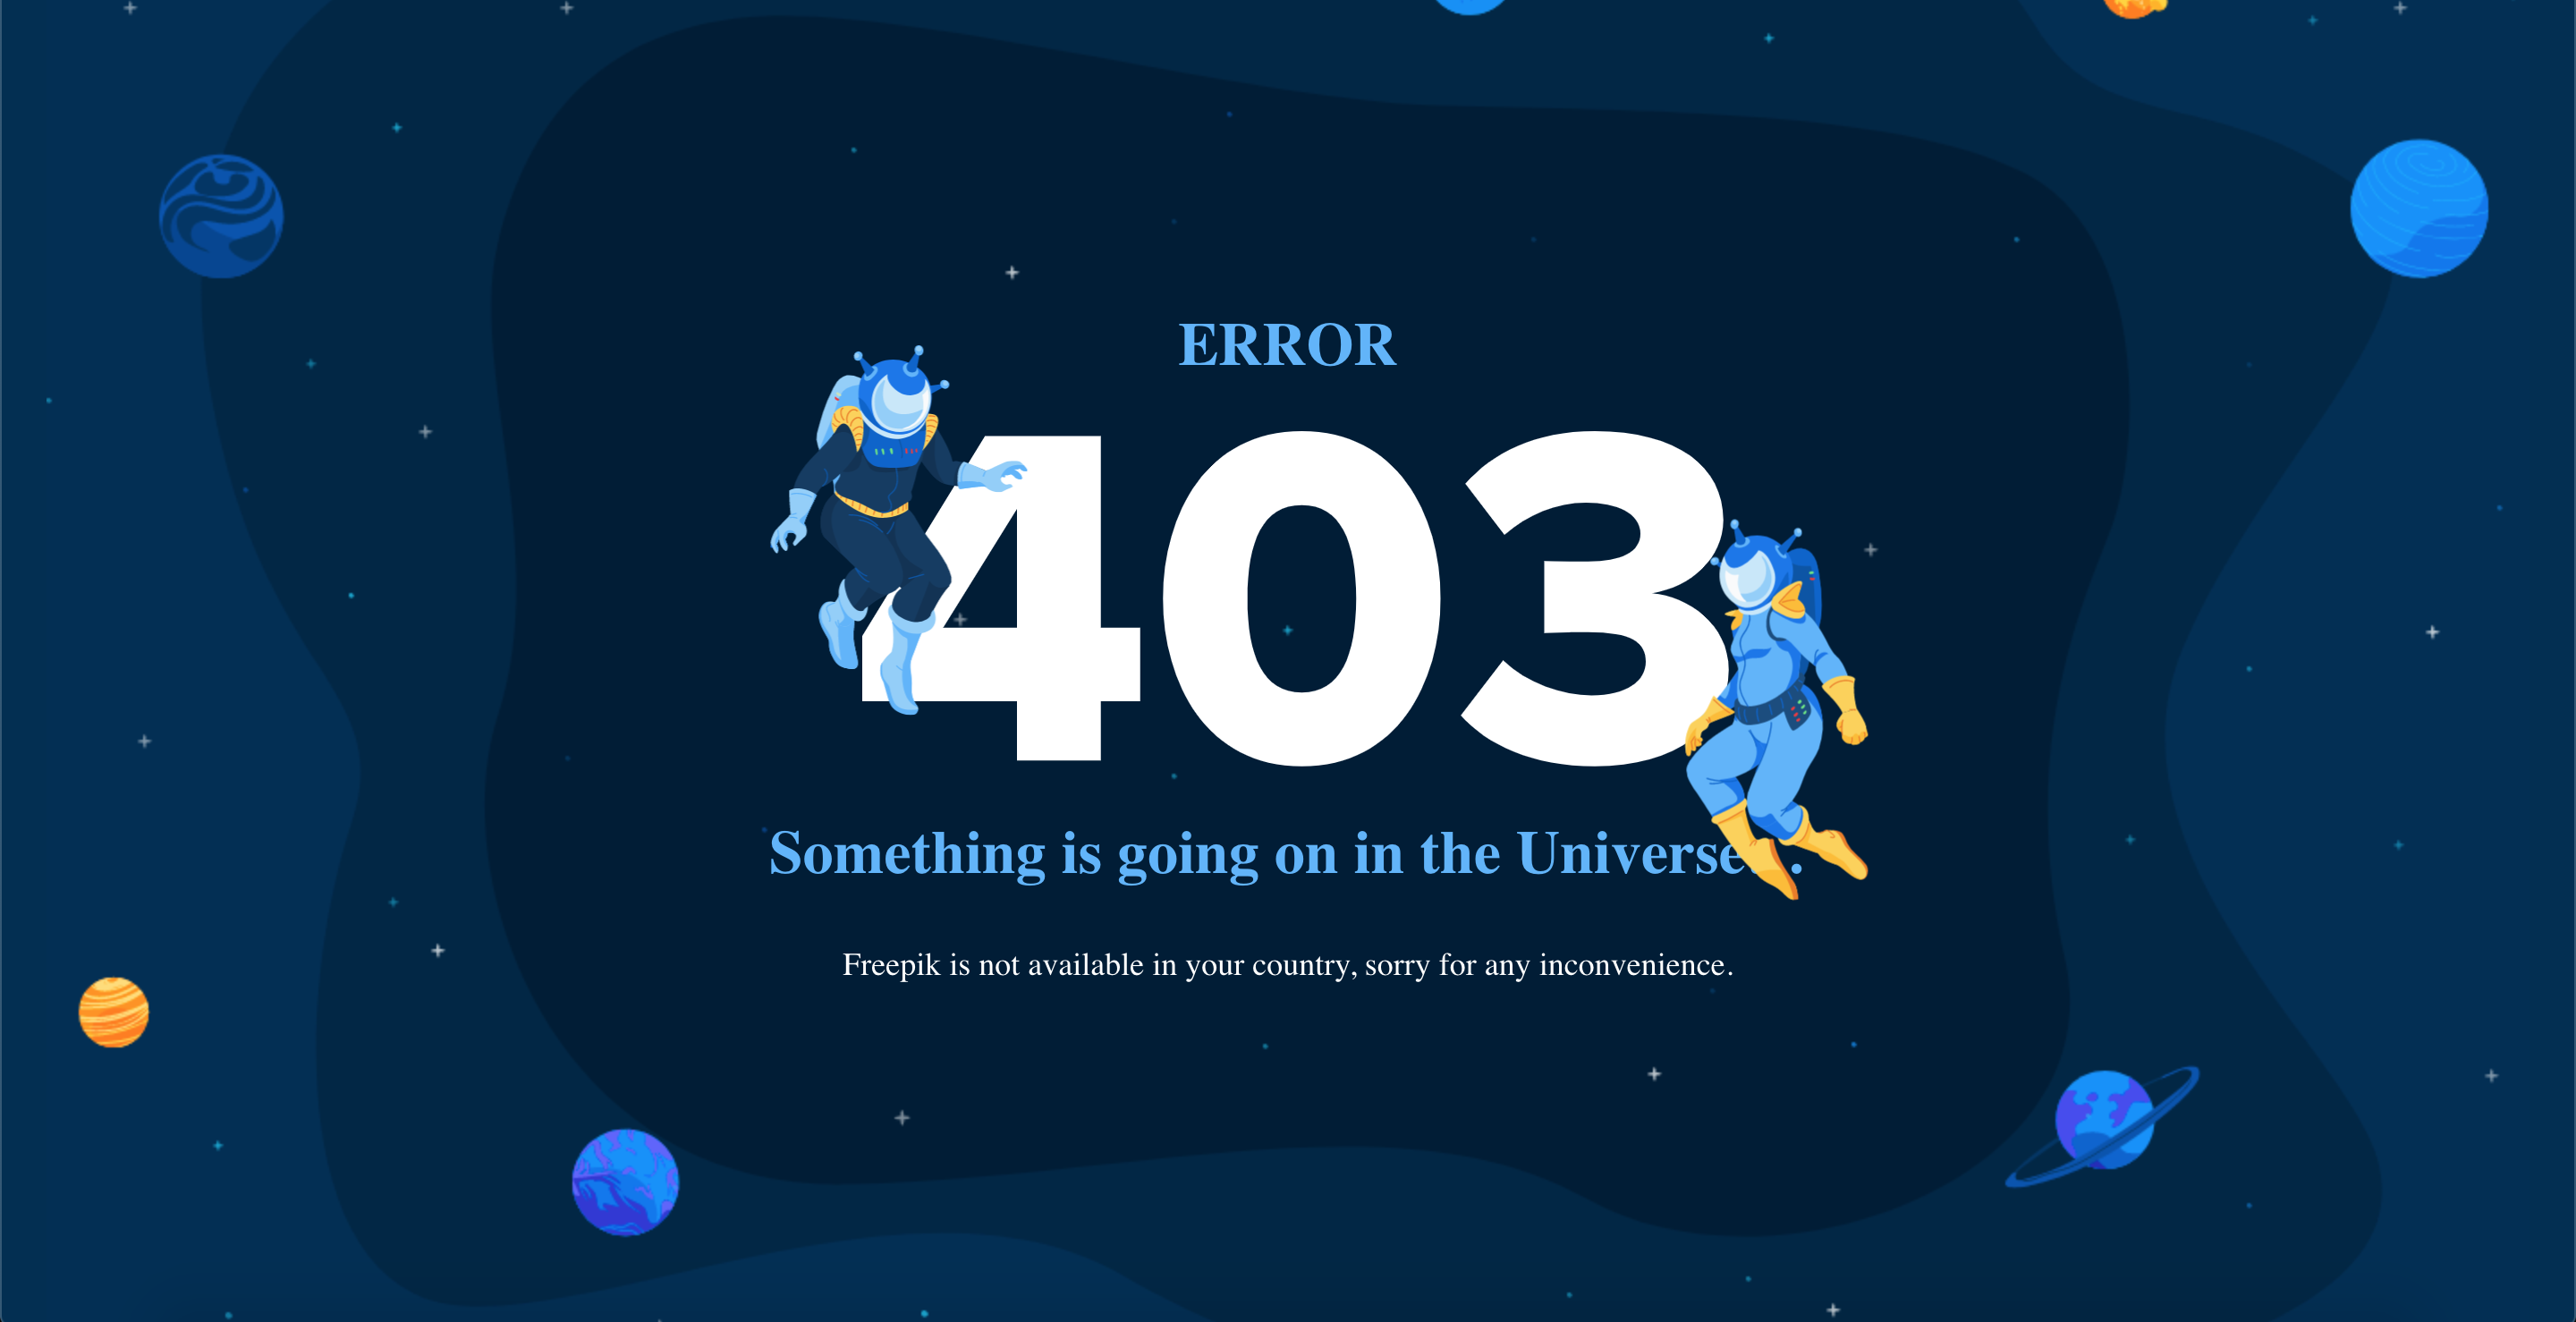 ERROR
403
Something is going on in the Universe...
Freepik is not available in your country, sorry for any inconvenience.